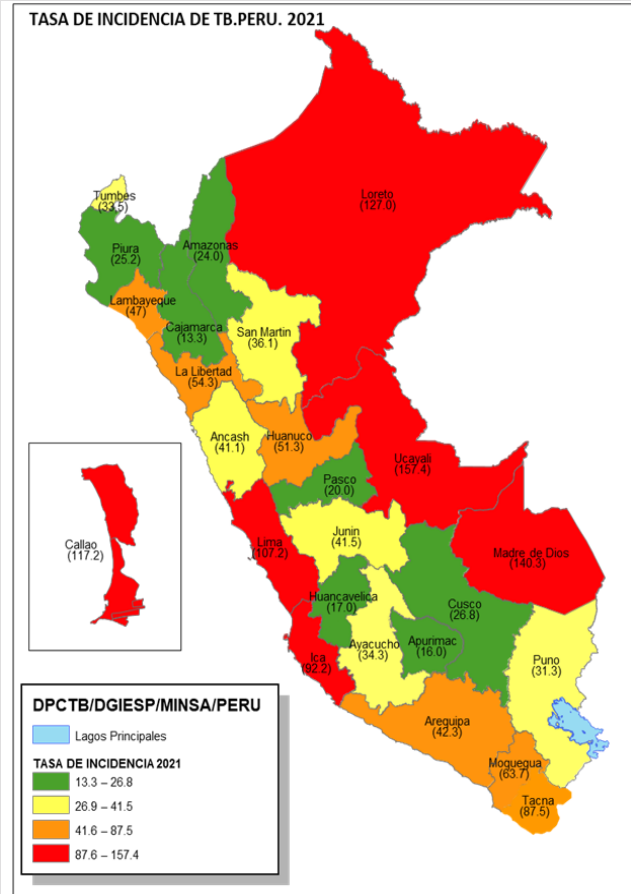 TASA DE INCIDENCIA DE TB.PERU. 2021
Loreto
(127.0)
Tumbes
(33.5)
Amazonas
(24.0)
Piura
(25.2)
Lambayeque
(47)
Cajamarca
(13.3)
San Martin
(36.1)
La Libertad
(54.3)
Ancash
(41.1)
Huanuco
(51.3)
Ucayali
(157.4)
Pasco
(20.0)
Callao
(117.2)
Lima
(107.2)
Junin
(41.5)
Madre de Dios
(140.3)
Huancavelica
(17.0)
Cusco
(26.8)
Ayacucho
(34.3)
Apurimac
(16.0)
Ica
(92.2)
Puno
(31.3)
Arequipa
(42.3)
Moquegua
(63.7)
Tacna
(87.5)
DPCTB/DGIESP/MINSA/PERU
Lagos Principales
TASA DE INCIDENCIA 2021
13.3 – 26.8
26.9 – 41.5
41.6 – 87.5
87.6 – 157.4